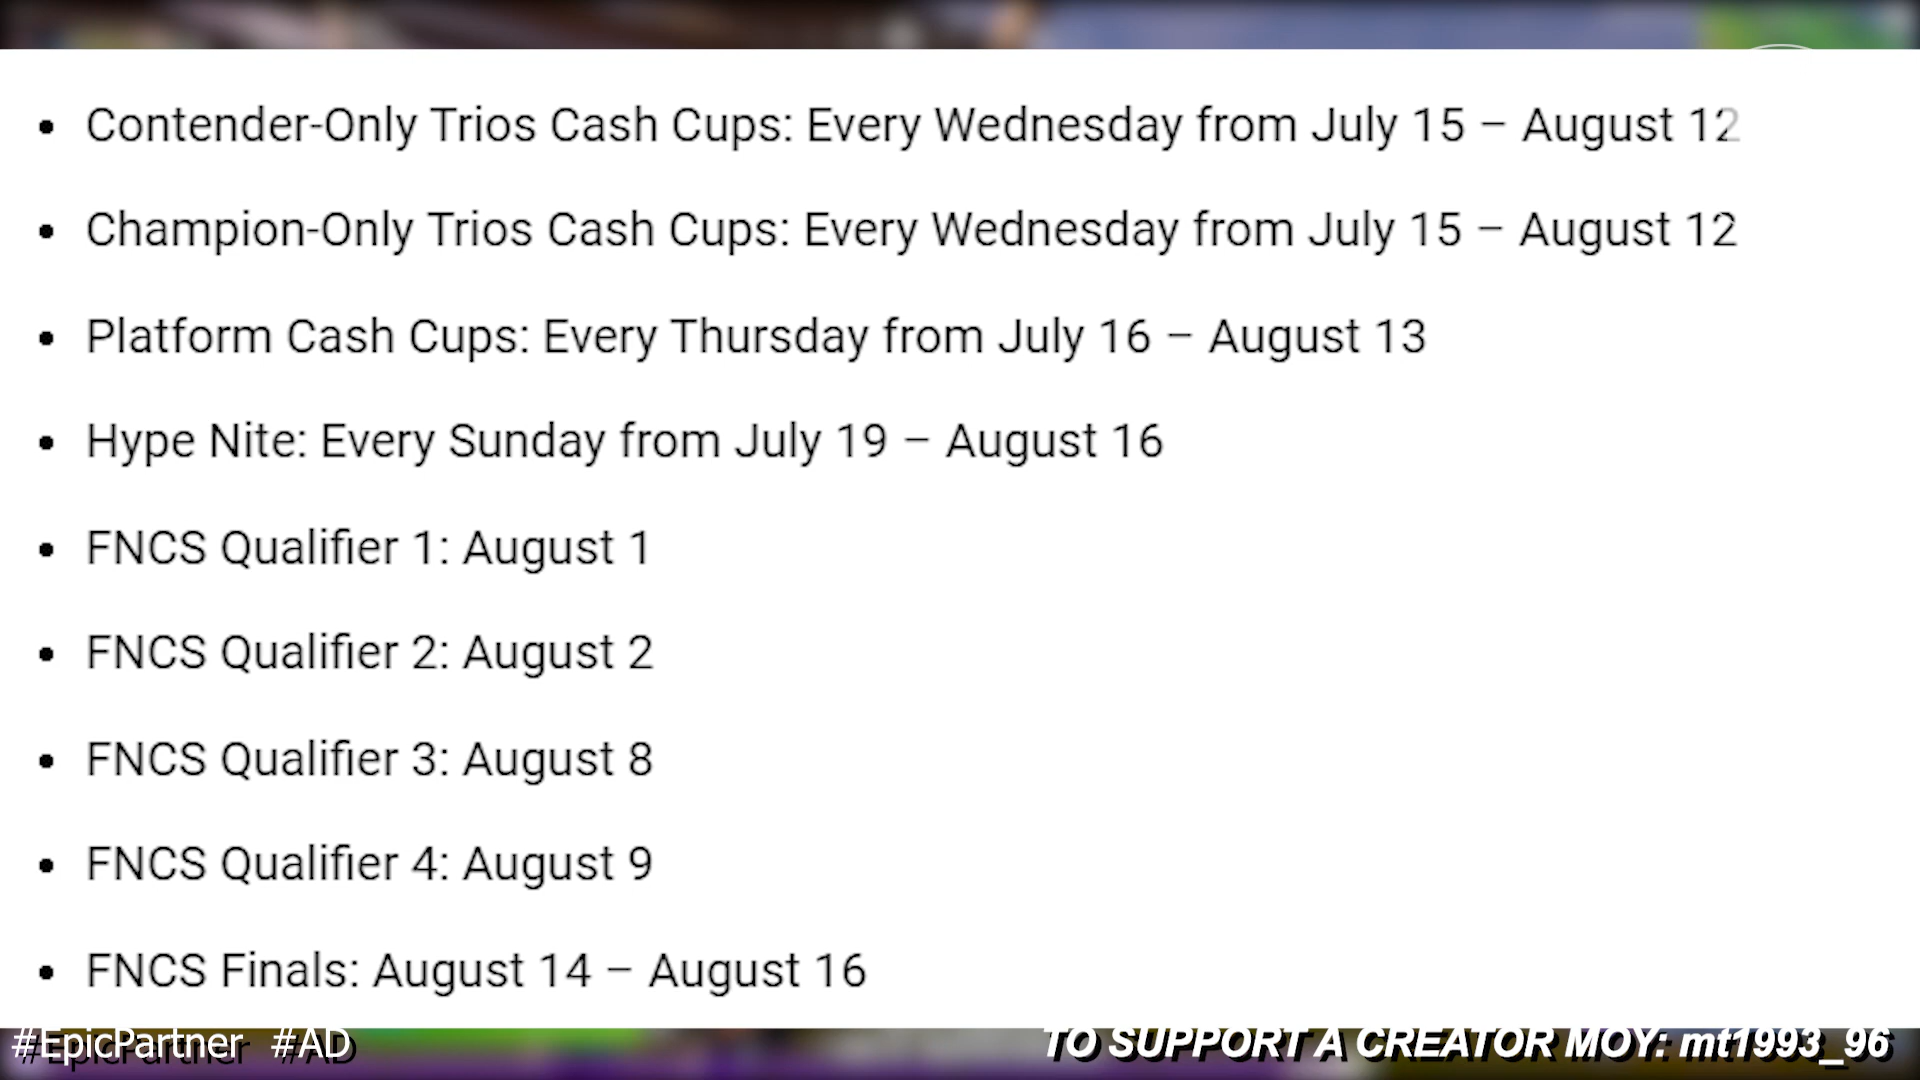 • Contender-Only Trios Cash Cups: Every Wednesday from July 15 – August 12
• Champion-Only Trios Cash Cups: Every Wednesday from July 15 – August 12
• Platform Cash Cups: Every Thursday from July 16 – August 13
• Hype Nite: Every Sunday from July 19 – August 16
• FNCS Qualifier 1: August 1
• FNCS Qualifier 2: August 2
• FNCS Qualifier 3: August 8
• FNCS Qualifier 4: August 9
• FNCS Finals: August 14 – August 16
#EpicPartner #AD
TO SUPPORT A CREATOR MOY: mt1993_96